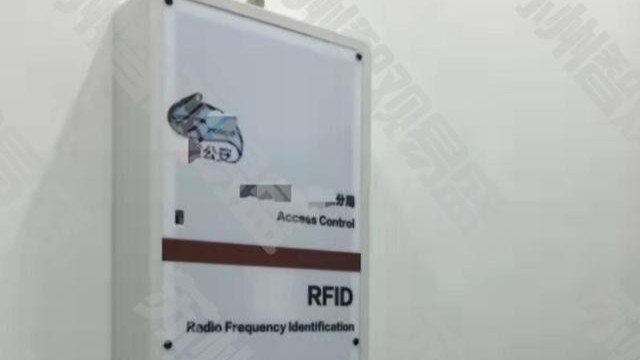 公安
分局
Access Control
RFID
Radio Frequency Identification